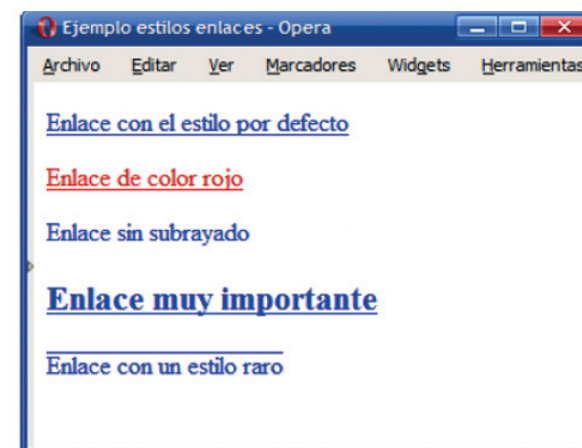 Ejemplo estilos enlaces - Opera
Archivo Editar Ver Marcadores Widgets Herramientas
Enlace con el estilo por defecto
Enlace de color rojo
Enlace sin subrayado
Enlace muy importante
Enlace con un estilo raro